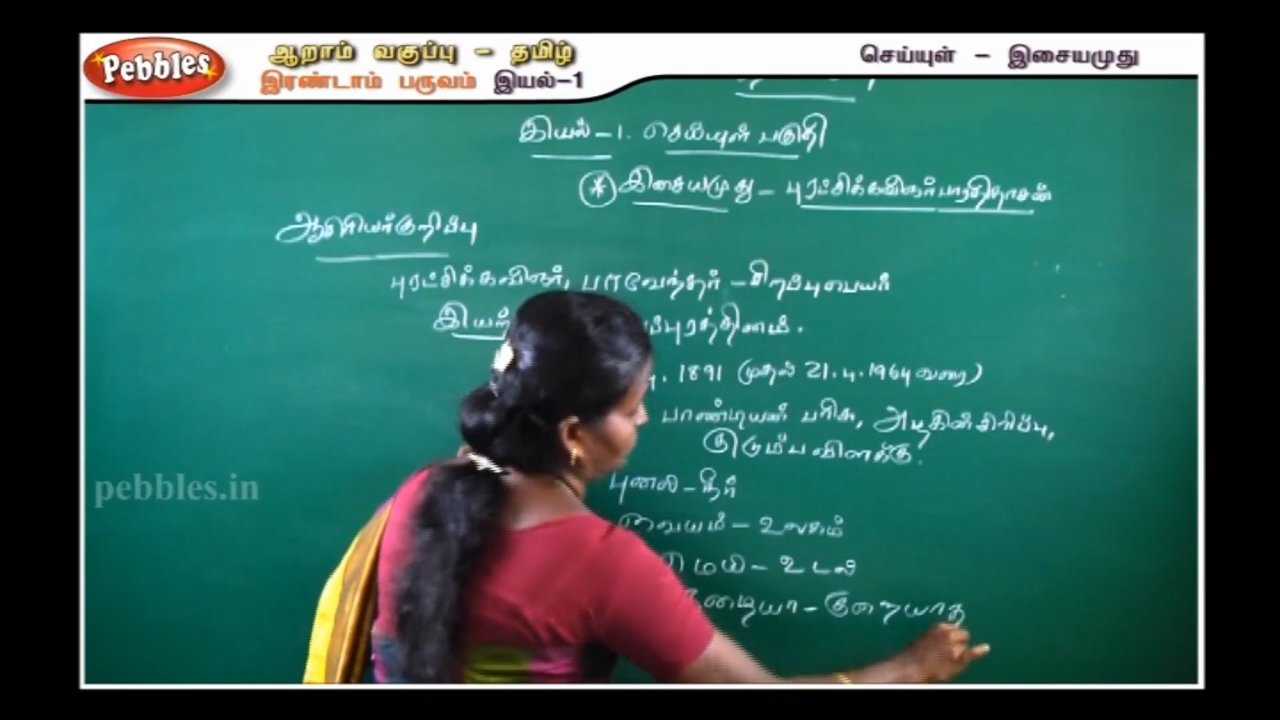 Pebbles
ஆறாம் வகுப்பு – தமிழ்
இரண்டாம் பருவம் இயல்–1
செய்யுள் – இசையமுது
இயல் – 1. செய்யுள் பகுதி
* இசையமுது – புரட்சிக்கவிஞர் பாரதிதாசன்
ஆசிரியர்குறிப்பு
புரட்சிக்கவிஞர், பாவேந்தர் – சிறப்புபெயர்
1891 முதல் 21.4.1964 வரை)
பாண்டியன் பரிசு, அழகின்சிரிப்பு,
குடும்பவிளக்கு.
புனல் – நீர்
வையம் – உலகம்
– உடல்
– குறையாத
pebbles.in